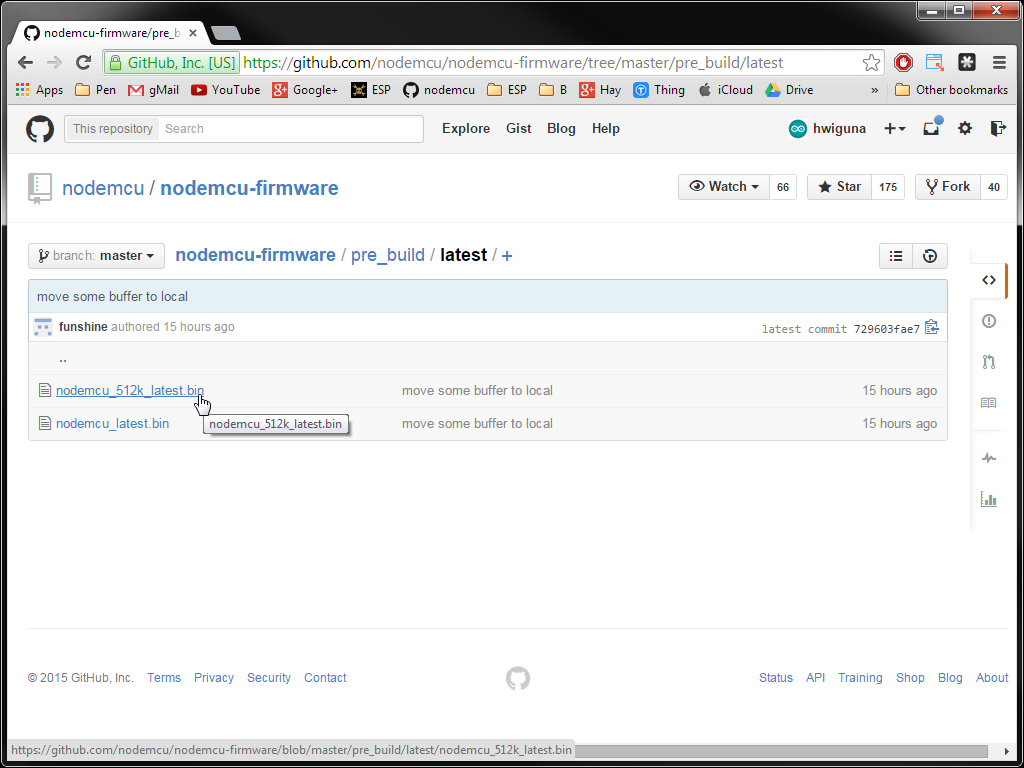 nodemcu-firmware/pre_b
GitHub, Inc. [US] https://github.com/nodemcu/nodemcu-firmware/tree/master/pre_build/latest
Apps Pen gMail YouTube Google+ ESP nodemcu ESP B Hay Thing iCloud Drive » Other bookmarks
This repository Search Explore Gist Blog Help hwiguna
nodemcu / nodemcu-firmware Watch 66 Star 175 Fork 40
branch: master nodemcu-firmware / pre_build / latest / +
move some buffer to local
funshine authored 15 hours ago latest commit 729603fae7
..
nodemcu_512k_latest.bin move some buffer to local 15 hours ago
nodemcu_latest.bin move some buffer to local 15 hours ago
nodemcu_512k_latest.bin
© 2015 GitHub, Inc. Terms Privacy Security Contact Status API Training Shop Blog About
https://github.com/nodemcu/nodemcu-firmware/blob/master/pre_build/latest/nodemcu_512k_latest.bin